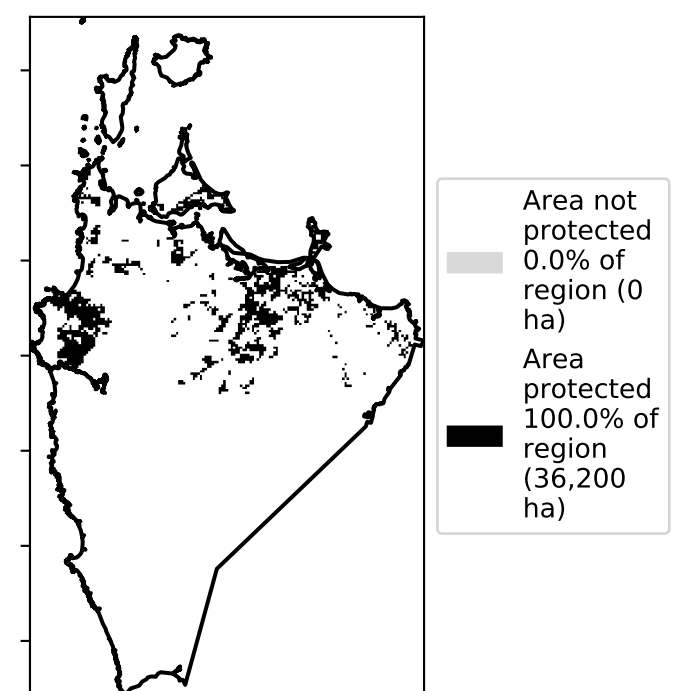 Area not
protected
0.0% of
region (0
ha)
Area
protected
100.0% of
region
(36,200
ha)